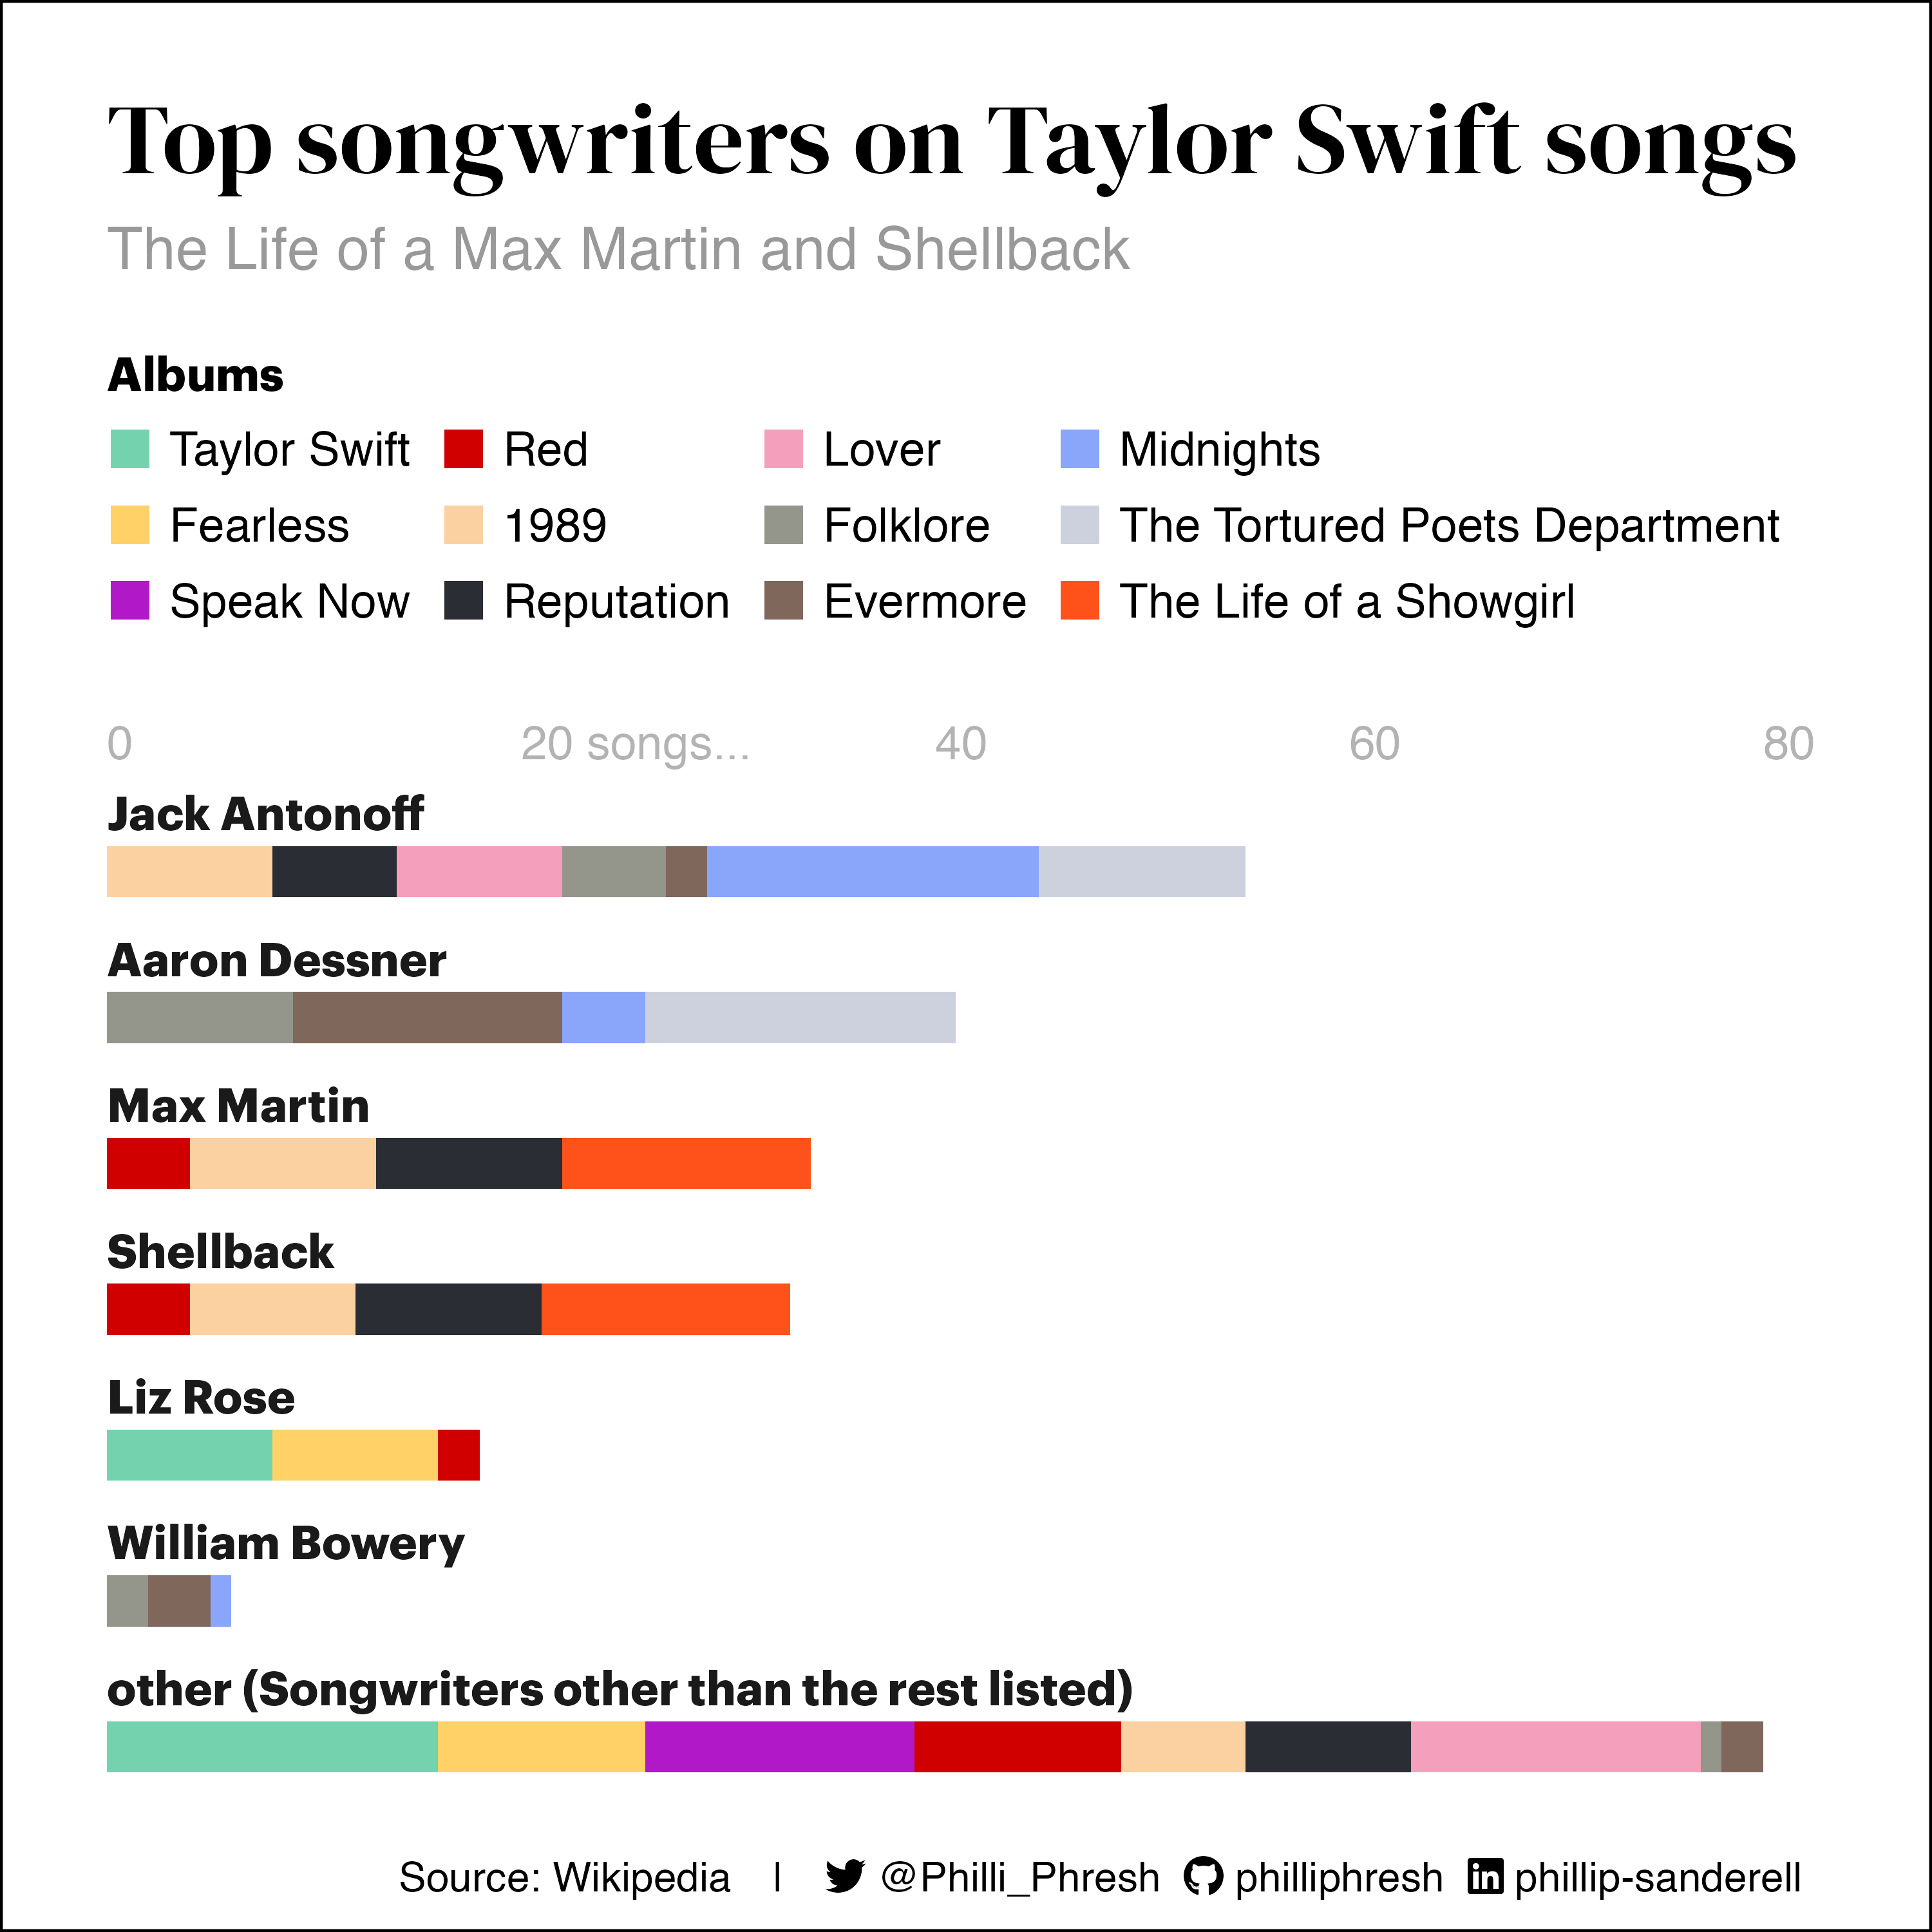 Top songwriters on Taylor Swift songs
The Life of a Max Martin and Shellback
Albums
Taylor Swift Red Lover Midnights
Fearless 1989 Folklore The Tortured Poets Department
Speak Now Reputation Evermore The Life of a Showgirl
0 20 songs... 40 60 80
Jack Antonoff
Aaron Dessner
Max Martin
Shellback
Liz Rose
William Bowery
other (Songwriters other than the rest listed)
Source: Wikipedia | @Philli_Phresh philliphresh in phillip-sanderell